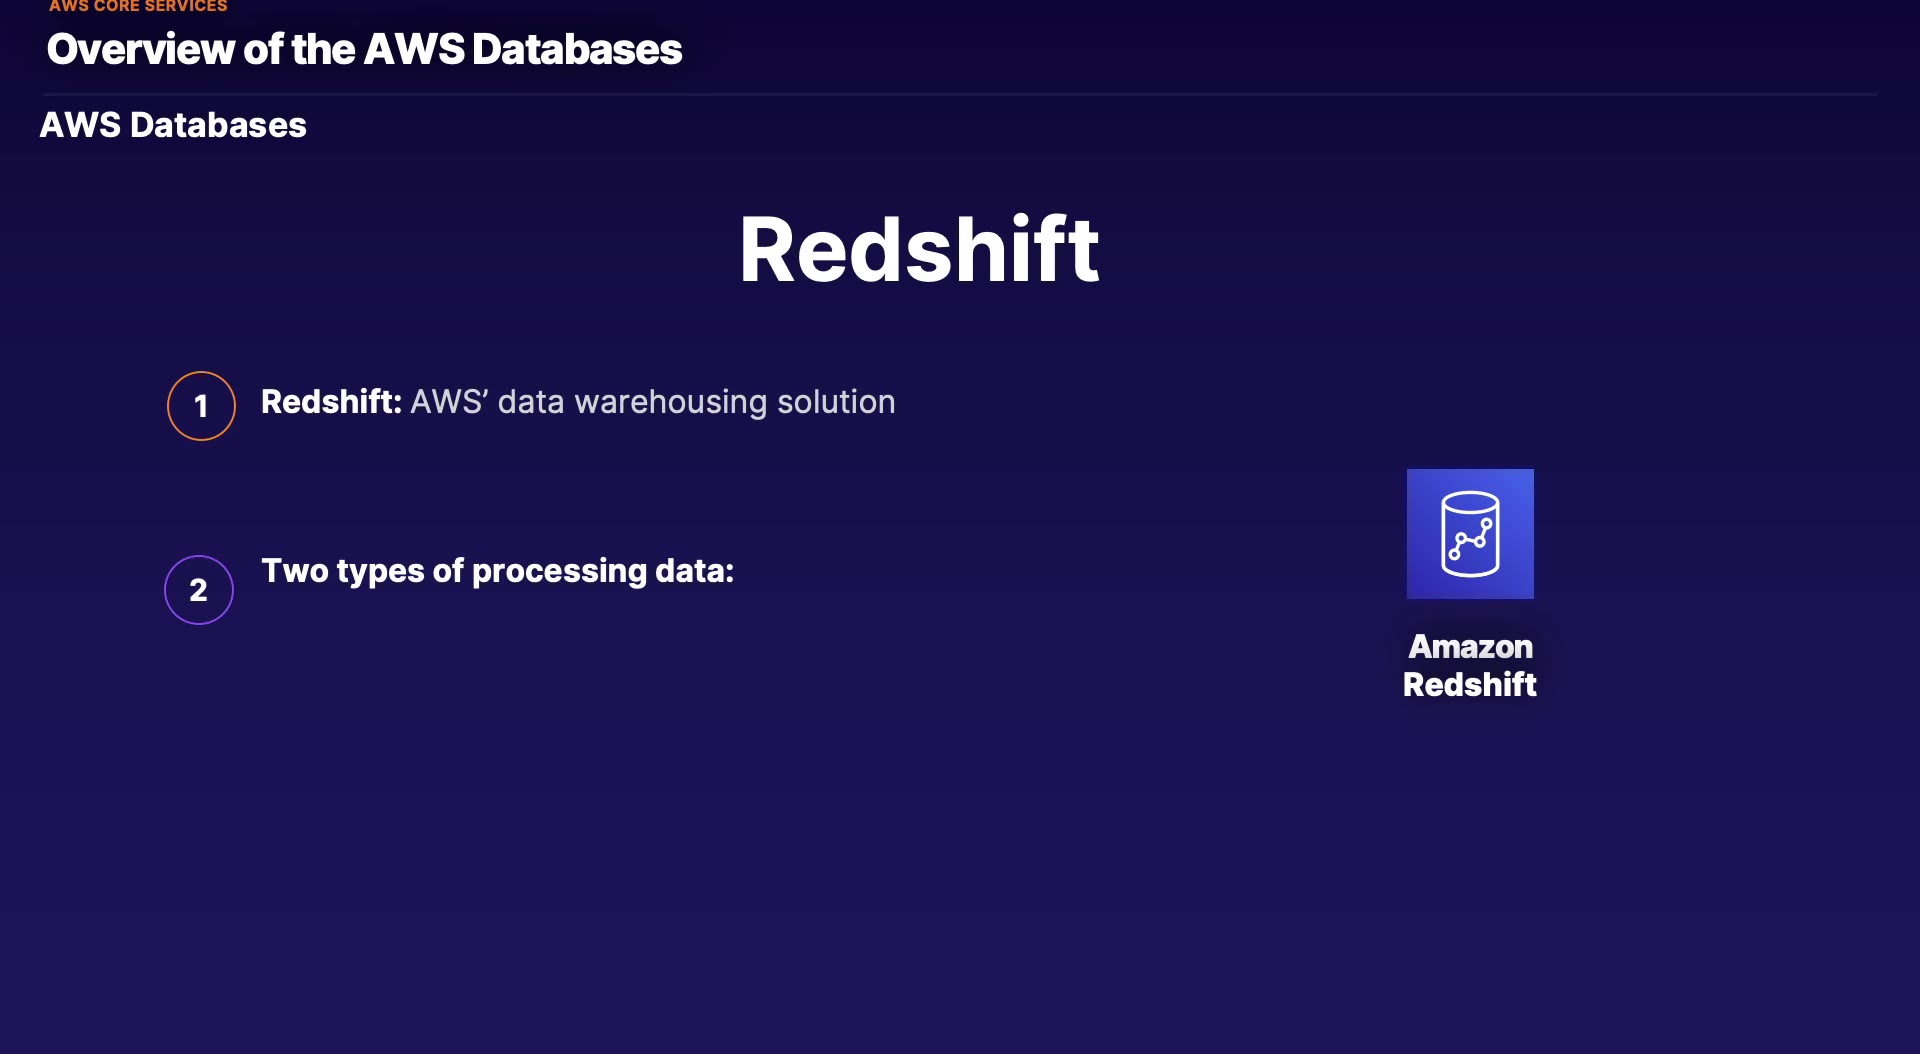 AWS CORE SERVICES
Overview of the AWS Databases
AWS Databases
Redshift
1
Redshift: AWS’ data warehousing solution
2
Two types of processing data:
Amazon
Redshift